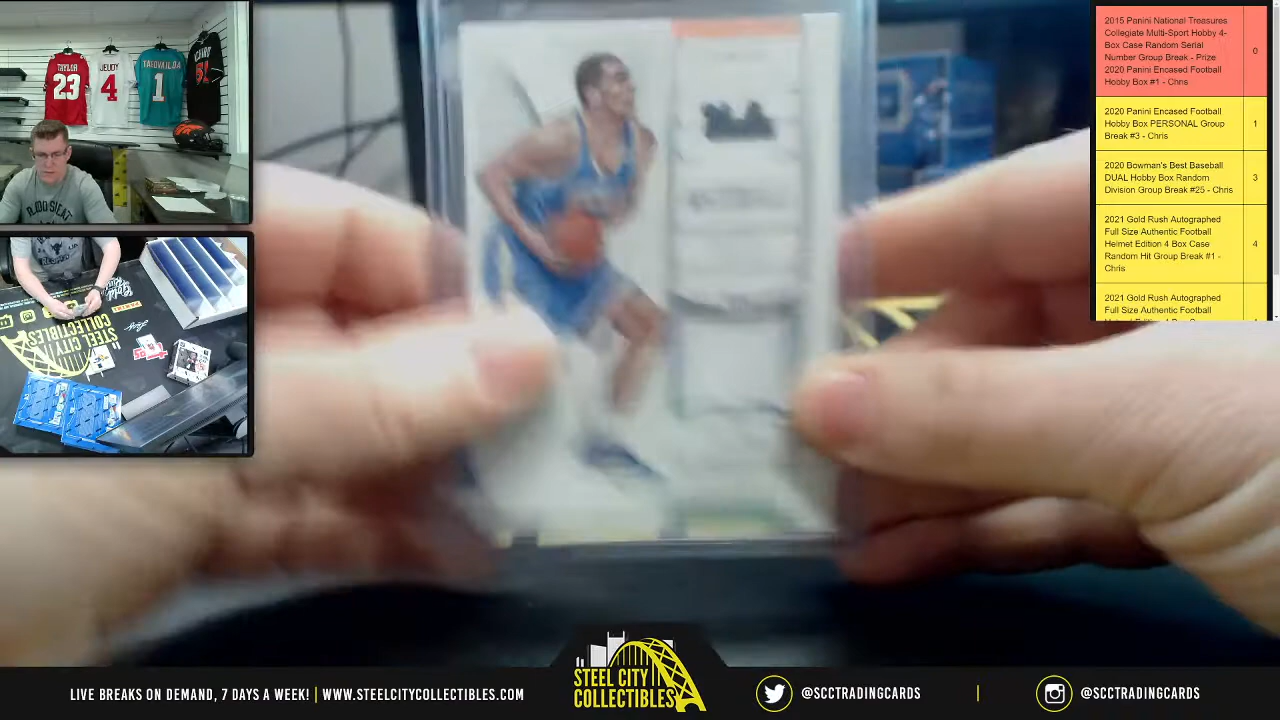 TAYLOR
23
JEUDY
4
TAGOVAILOA
1
2015 Panini National Treasures
Collegiate Multi-Sport Hobby 4-
Box Case Random Serial
Number Group Break - Prize
2020 Panini Encased Football
Hobby Box #1 - Chris
0
2020 Panini Encased Football
Hobby Box PERSONAL Group
Break #3 - Chris
1
2020 Bowman's Best Baseball
DUAL Hobby Box Random
Division Group Break #25 - Chris
3
2021 Gold Rush Autographed
Full Size Authentic Football
Helmet Edition 4 Box Case
Random Hit Group Break #1 -
Chris
4
2021 Gold Rush Autographed
Full Size Authentic Football
STEEL CITY
COLLECTIBLES
LIVE BREAKS ON DEMAND, 7 DAYS A WEEK! | WWW.STEELCITYCOLLECTIBLES.COM
STEEL CITY
COLLECTIBLES
@SCCTRADINGCARDS
|
@SCCTRADINGCARDS